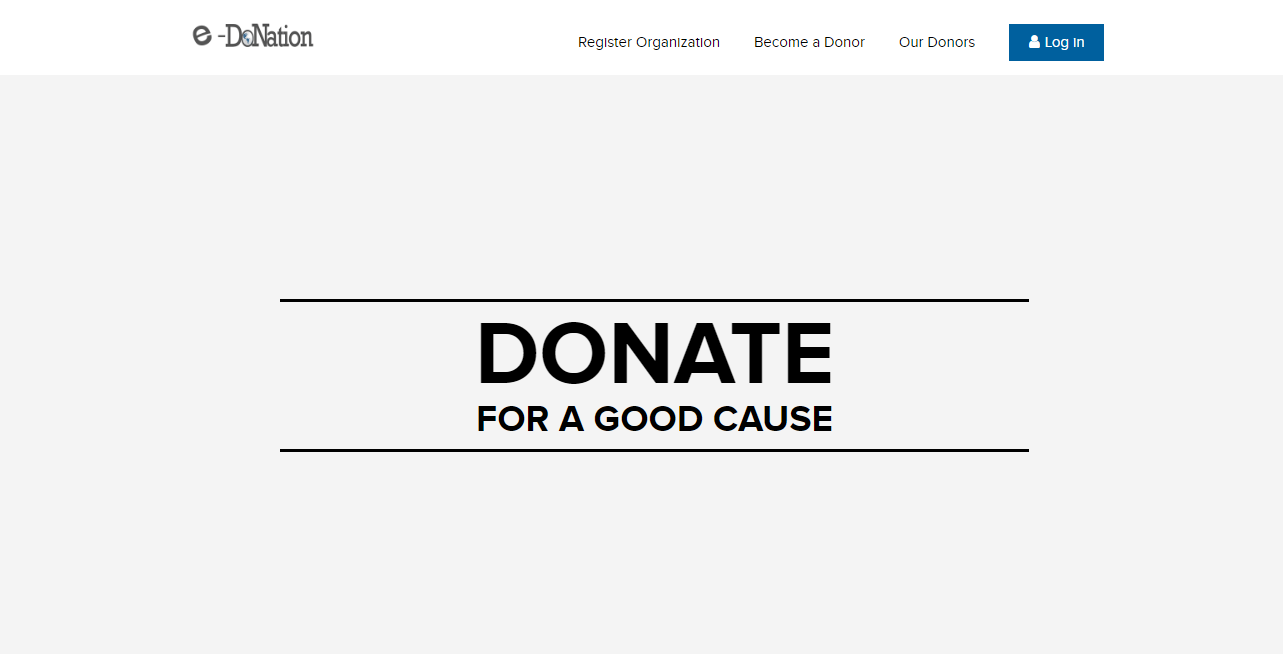 e-DoNation
Register Organization
Become a Donor
Our Donors
Log in
DONATE
FOR A GOOD CAUSE